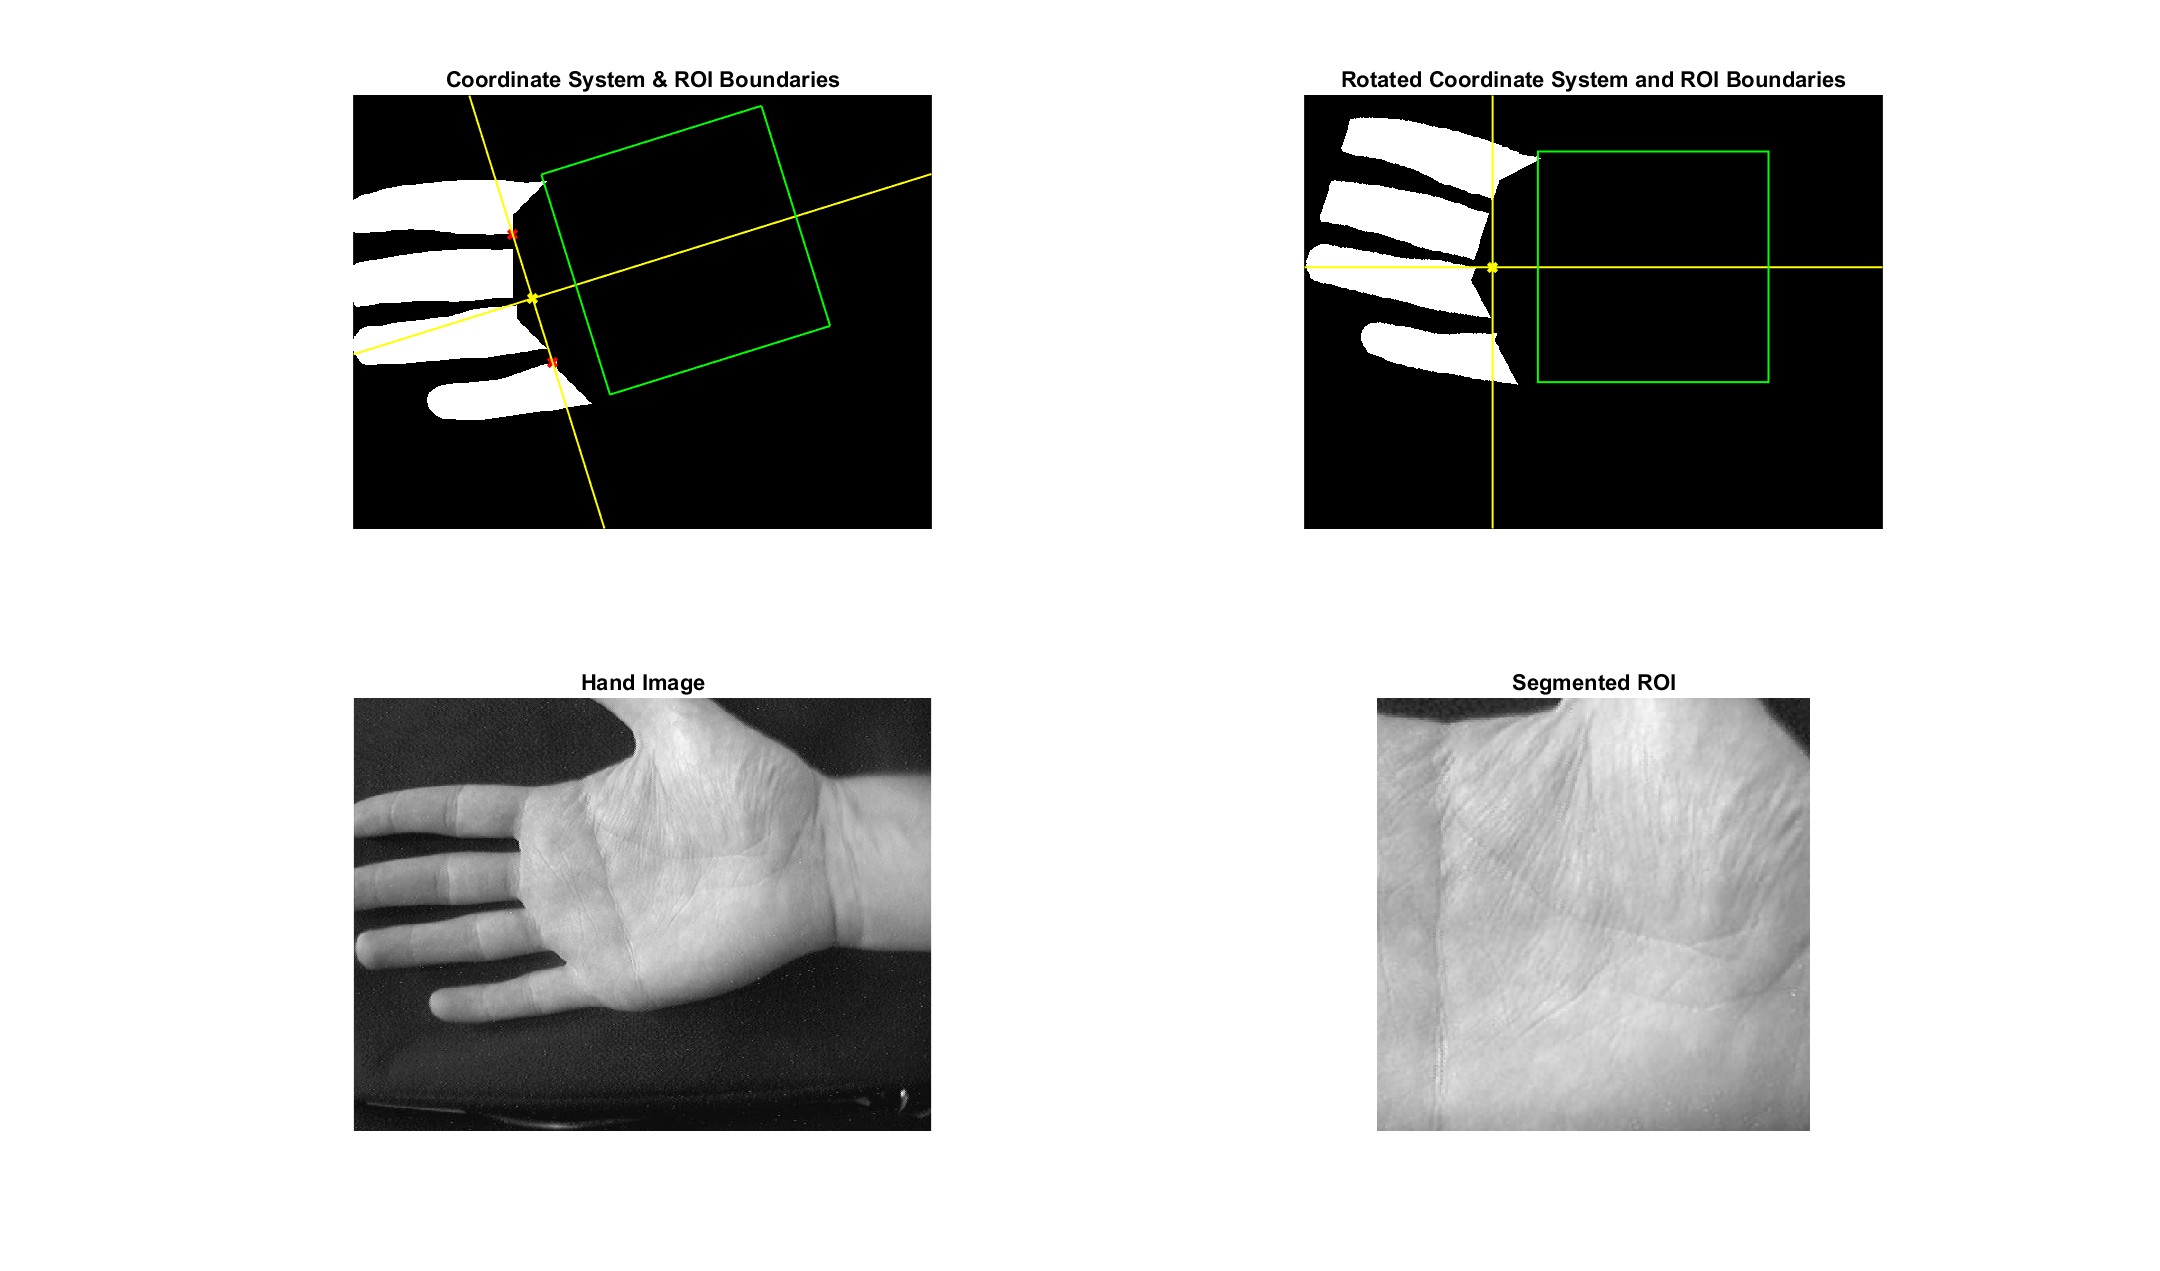 Coordinate System & ROI Boundaries
Rotated Coordinate System and ROI Boundaries
Hand Image
Segmented ROI